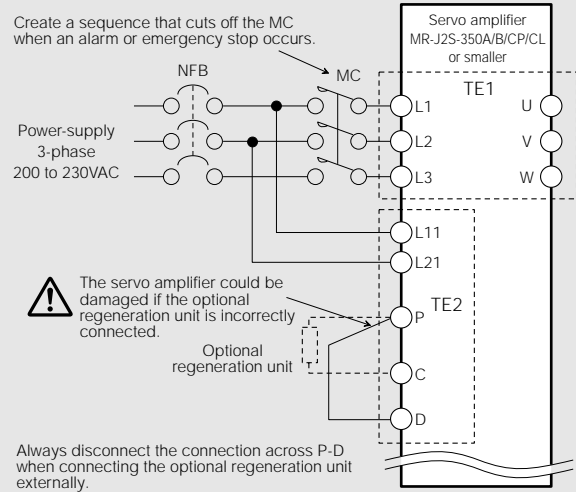 Create a sequence that cuts off the MC
when an alarm or emergency stop occurs.
Servo amplifier
MR-J2S-350A/B/CP/CL
or smaller
NFB
MC
TE1
L1
U
Power-supply
3-phase
200 to 230VAC
L2
V
L3
W
L11
L21
The servo amplifier could be
damaged if the optional
regeneration unit is incorrectly
connected.
TE2
P
Optional
regeneration unit
C
D
Always disconnect the connection across P-D
when connecting the optional regeneration unit
externally.